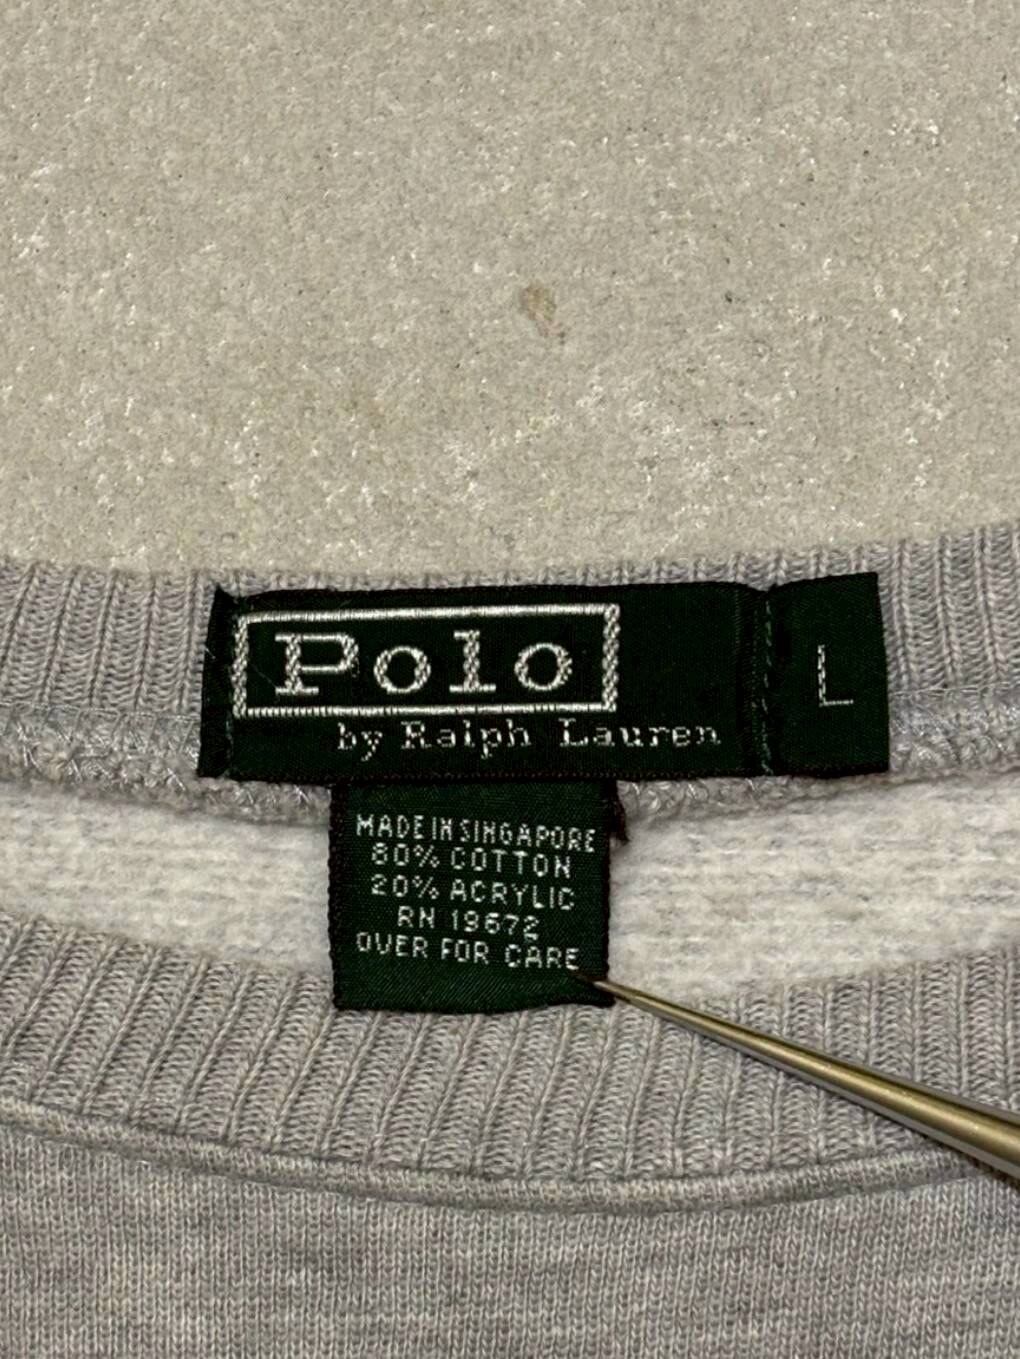 Polo
by Ralph Lauren
L
MADE IN SINGAPORE
80% COTTON
20% ACRYLIC
RN 19672
OVER FOR CARE